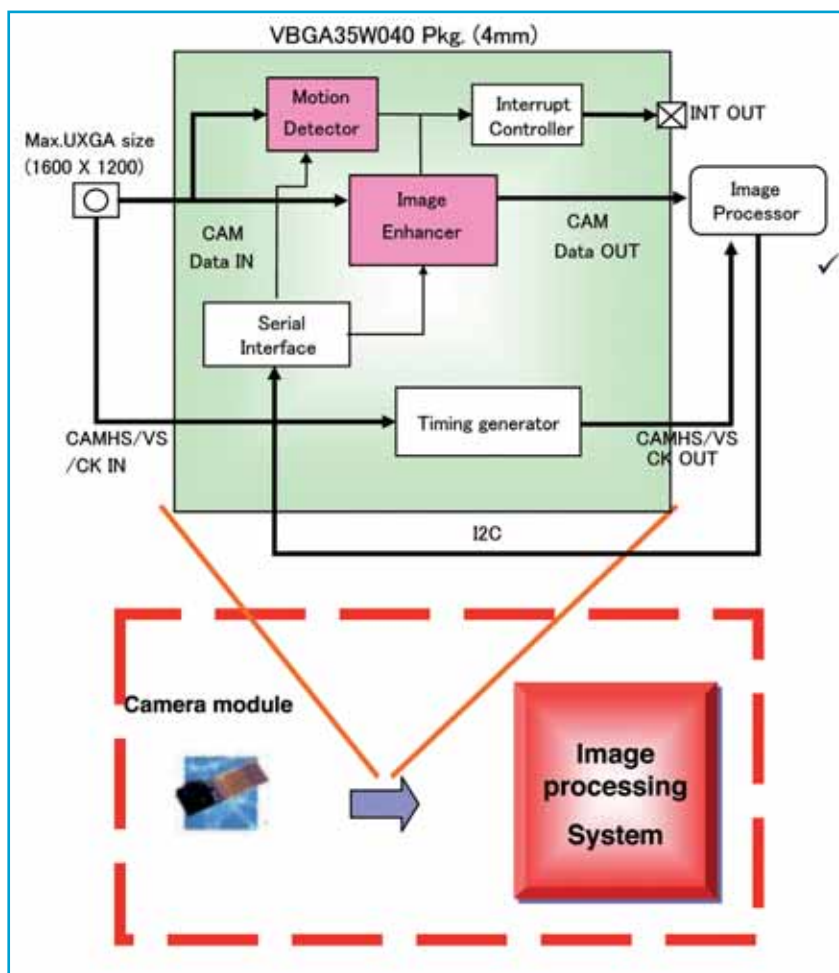 VBGA35W040 Pkg. (4mm)
Motion
Detector
Interrupt
Controller
INT OUT
Max.UXGA size
(1600 X 1200)
Image
Enhancer
Image
Processor
CAM
Data IN
CAM
Data OUT
Serial
Interface
Timing generator
CAMHS/VS
/CK IN
CAMHS/VS
CK OUT
I2C
Camera module
Image
processing
System